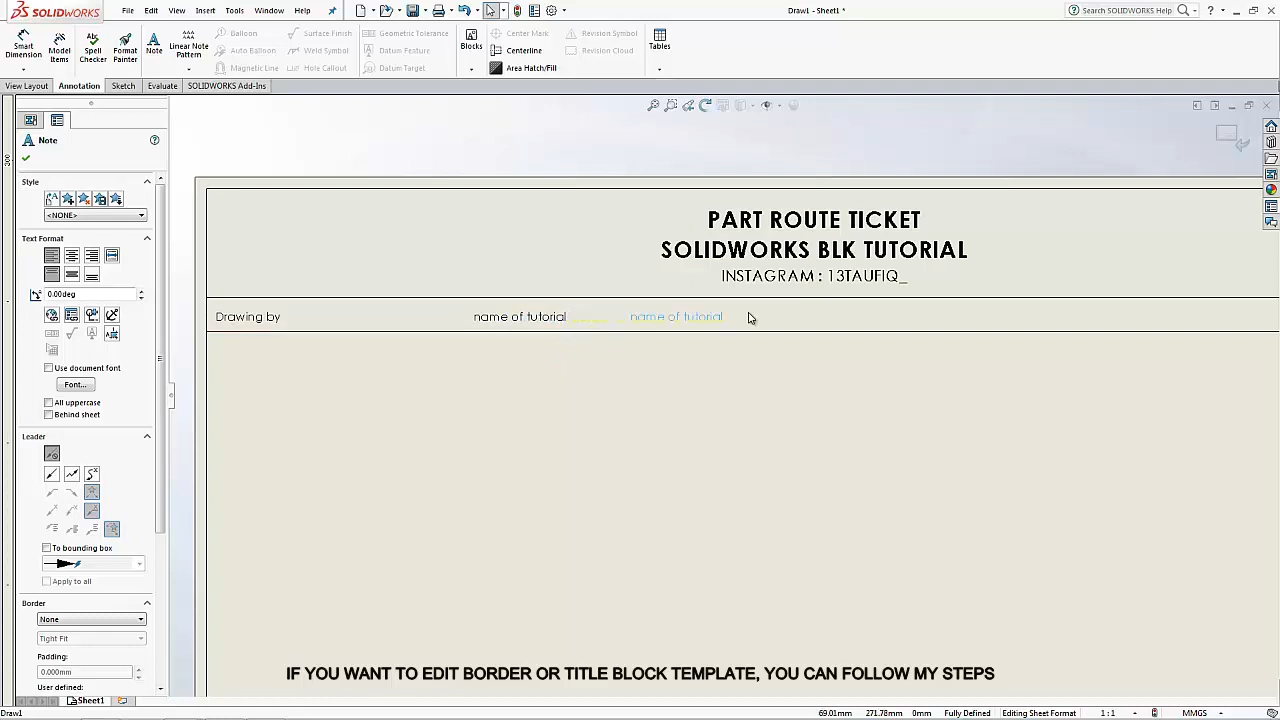 SOLIDWORKS
File Edit View Insert Tools Window Help
Draw1 - Sheet1 *
Search SOLIDWORKS Help
Smart Dimension
Model Items
Spell Checker
Format Painter
Note
Linear Note Pattern
Balloon
Auto Balloon
Magnetic Line
Surface Finish
Weld Symbol
Hole Callout
Geometric Tolerance
Datum Feature
Datum Target
Blocks
Center Mark
Centerline
Area Hatch/Fill
Revision Symbol
Revision Cloud
Tables
View Layout Annotation Sketch Evaluate SOLIDWORKS Add-Ins
300
Note
Style
<NONE>
Text Format
0.00deg
Use document font
Font...
All uppercase
Behind sheet
Leader
To bounding box
Apply to all
Border
None
Tight Fit
Padding:
0.000mm
User defined:
PART ROUTE TICKET
SOLIDWORKS BLK TUTORIAL
INSTAGRAM : 13TAUFIQ_
Drawing by name of tutorial name of tutorial
IF YOU WANT TO EDIT BORDER OR TITLE BLOCK TEMPLATE, YOU CAN FOLLOW MY STEPS
Sheet1
Draw1 69.01mm 271.78mm 0mm Fully Defined Editing Sheet Format 1 : 1 MMGS